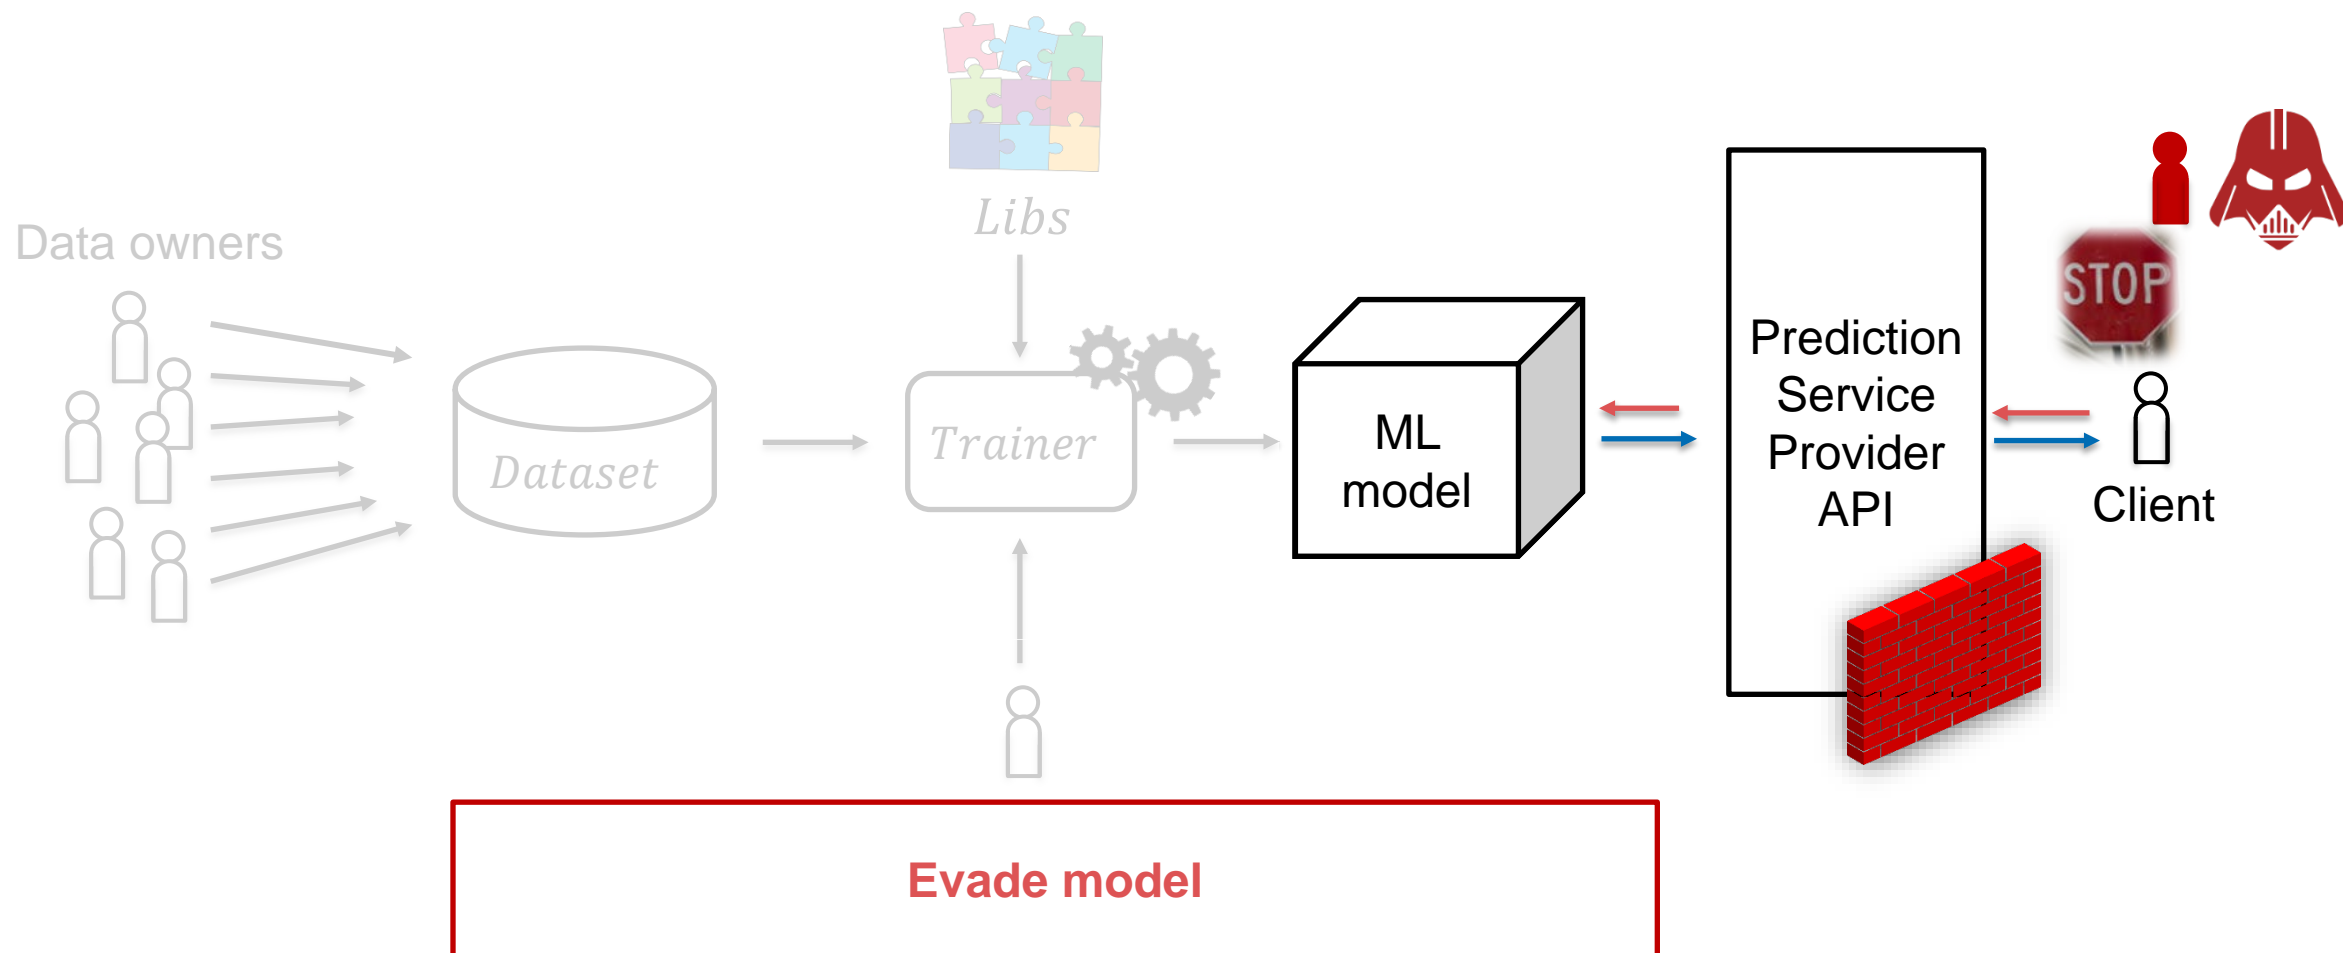 Libs
Data owners
STOP
Prediction
Service
Provider
API
Dataset
Trainer
ML
model
Client
Evade model